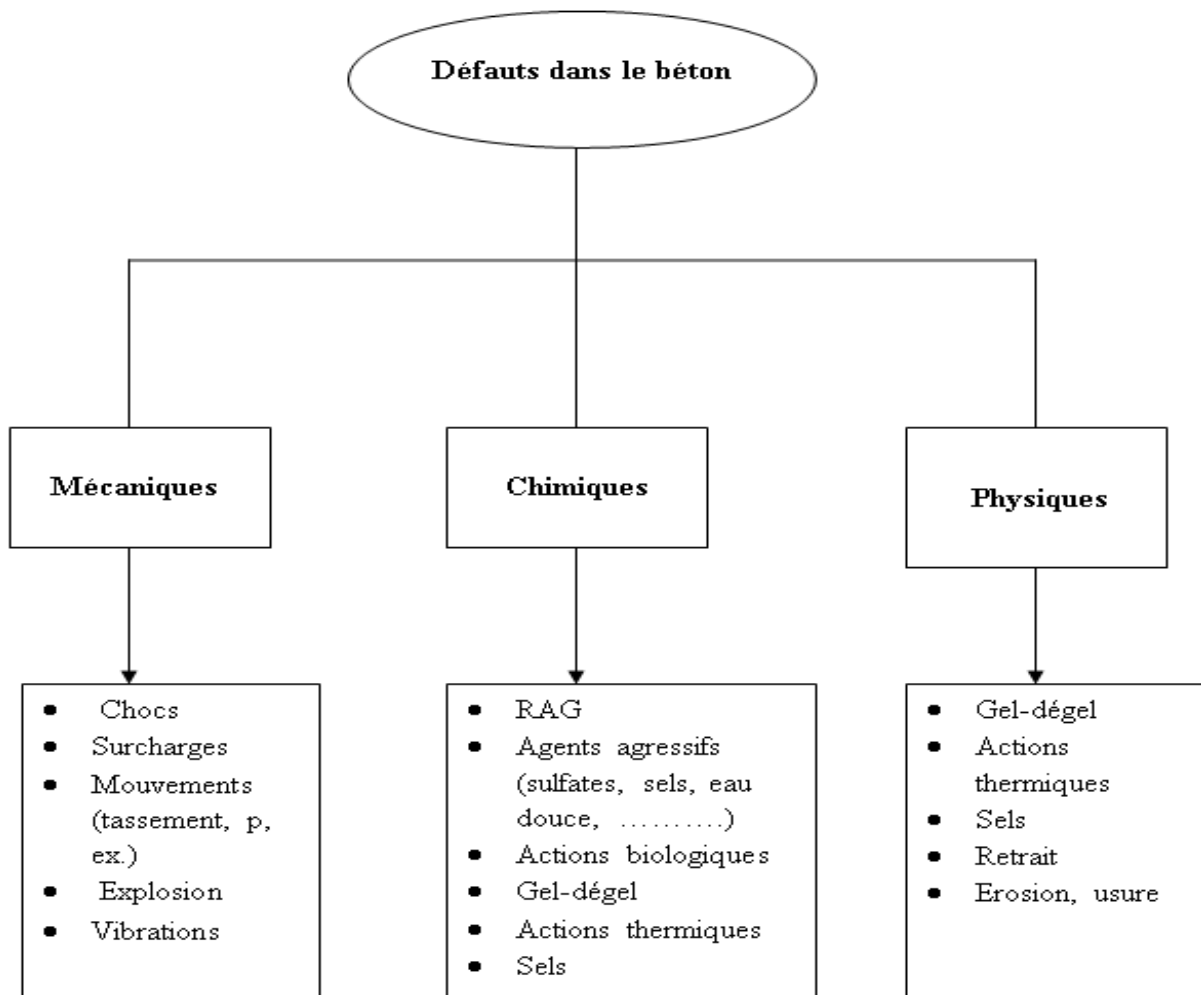 Défauts dans le béton
Mécaniques
Chimiques
Physiques
• Chocs
• Surcharges
• Mouvements
(tassement, p,
ex.)
• Explosion
• Vibrations
• RAG
• Agents agressifs
(sulfates, sels, eau
douce, ……….)
• Actions biologiques
• Gel-dégel
• Actions thermiques
• Sels
• Gel-dégel
• Actions
thermiques
• Sels
• Retrait
• Erosion, usure